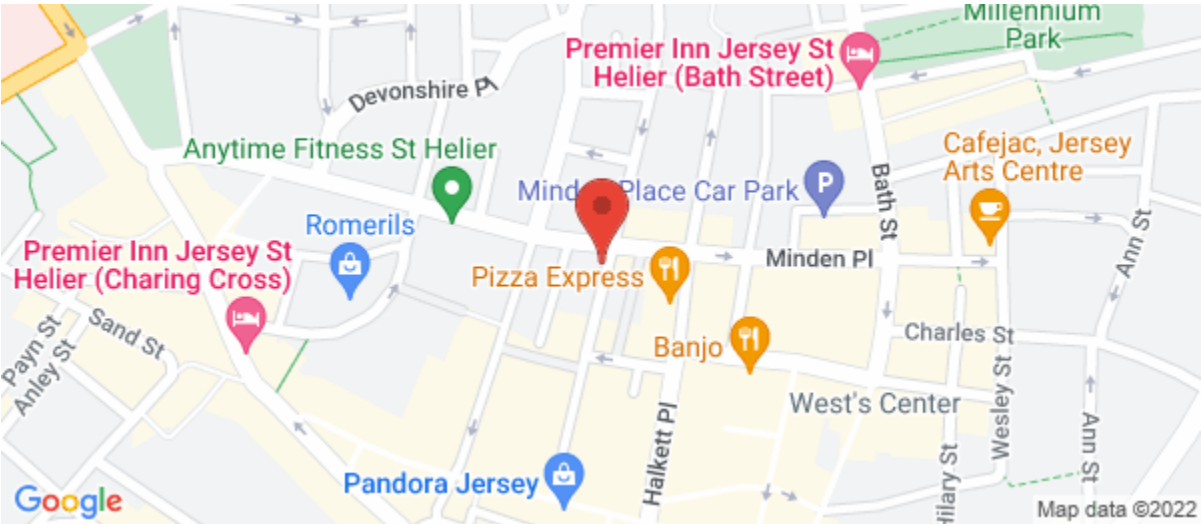 Millennium
Park
Premier Inn Jersey St
Helier (Bath Street)
Devonshire Pl
Anytime Fitness St Helier
Cafejac, Jersey
Arts Centre
Minden Place Car Park
P
Bath St
Romerils
Ann St
Premier Inn Jersey St
Helier (Charing Cross)
Minden Pl
Pizza Express
Sand St
Payn St
Anley St
Charles St
Banjo
West's Center
Wesley St
Halkett Pl
Ann St
Hilary St
Pandora Jersey
Google
Map data ©2022